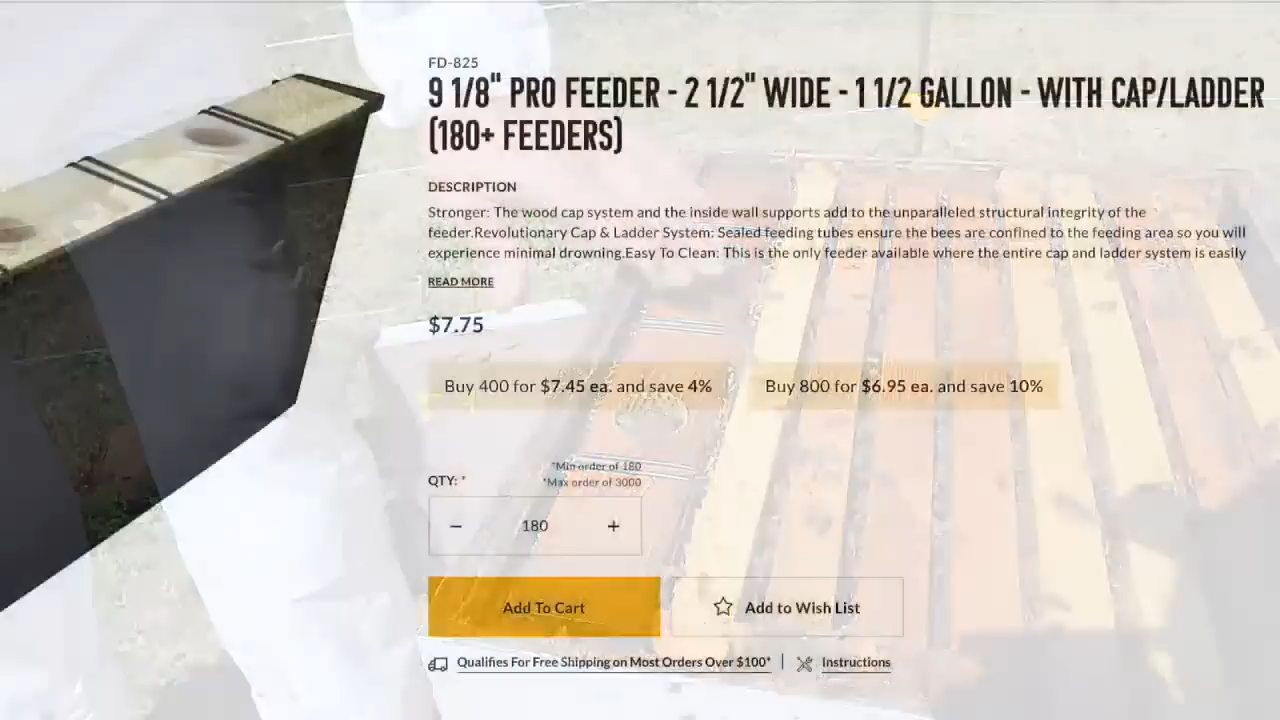 FD-825
9 1/8" PRO FEEDER - 2 1/2" WIDE - 1 1/2 GALLON - WITH CAP/LADDER
(180+ FEEDERS)
DESCRIPTION
Stronger: The wood cap system and the inside wall supports add to the unparalleled structural integrity of the
feeder.Revolutionary Cap & Ladder System: Sealed feeding tubes ensure the bees are confined to the feeding area so you will
experience minimal drowning.Easy To Clean: This is the only feeder available where the entire cap and ladder system is easily
READ MORE
$7.75
Buy 400 for $7.45 ea. and save 4%
Buy 800 for $6.95 ea. and save 10%
*Min order of 180
QTY: *
*Max order of 3000
− 180 +
Add To Cart
Add to Wish List
Qualifies For Free Shipping on Most Orders Over $100* | Instructions